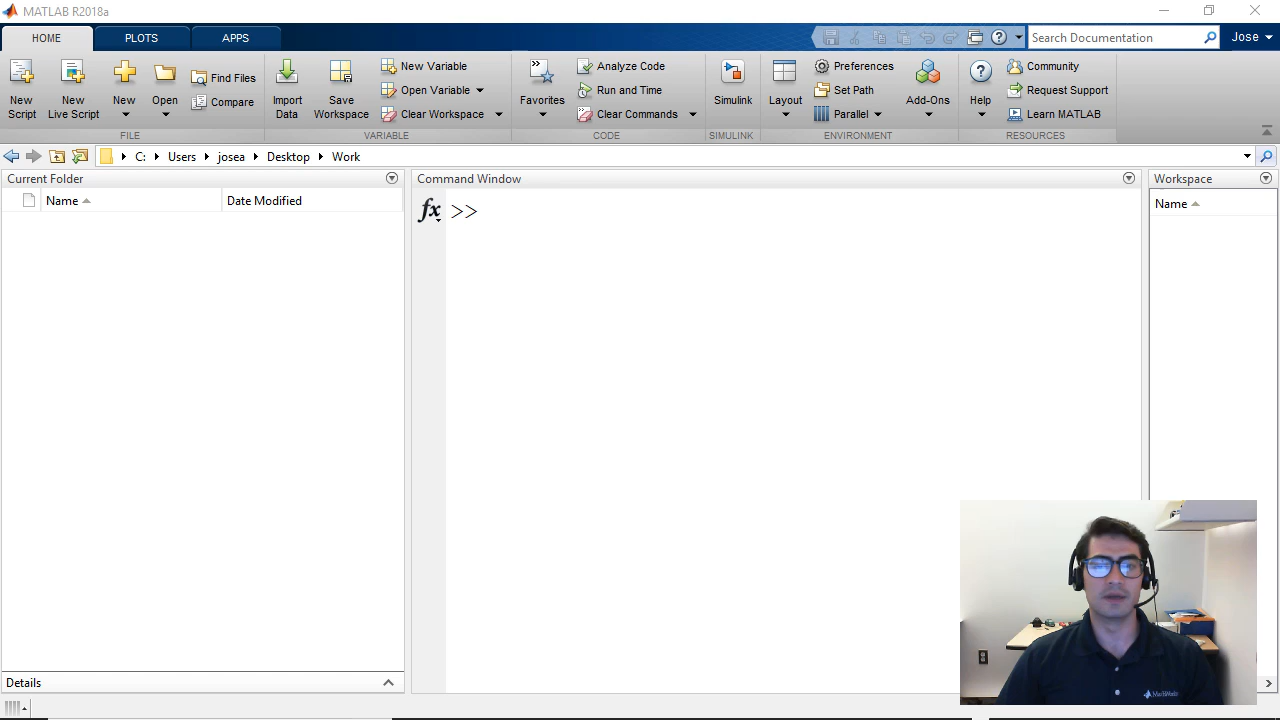 MATLAB R2018a
HOME PLOTS APPS
Search Documentation
Jose
New Script
New Live Script
New
Open
Find Files
Compare
FILE
Import Data
Save Workspace
New Variable
Open Variable
Clear Workspace
VARIABLE
Favorites
Analyze Code
Run and Time
Clear Commands
CODE
Simulink
SIMULINK
Layout
Preferences
Set Path
Parallel
Add-Ons
ENVIRONMENT
Help
Community
Request Support
Learn MATLAB
RESOURCES
C: Users josea Desktop Work
Current Folder
Name Date Modified
Command Window
fx >>
Workspace
Name
MathWorks
Details